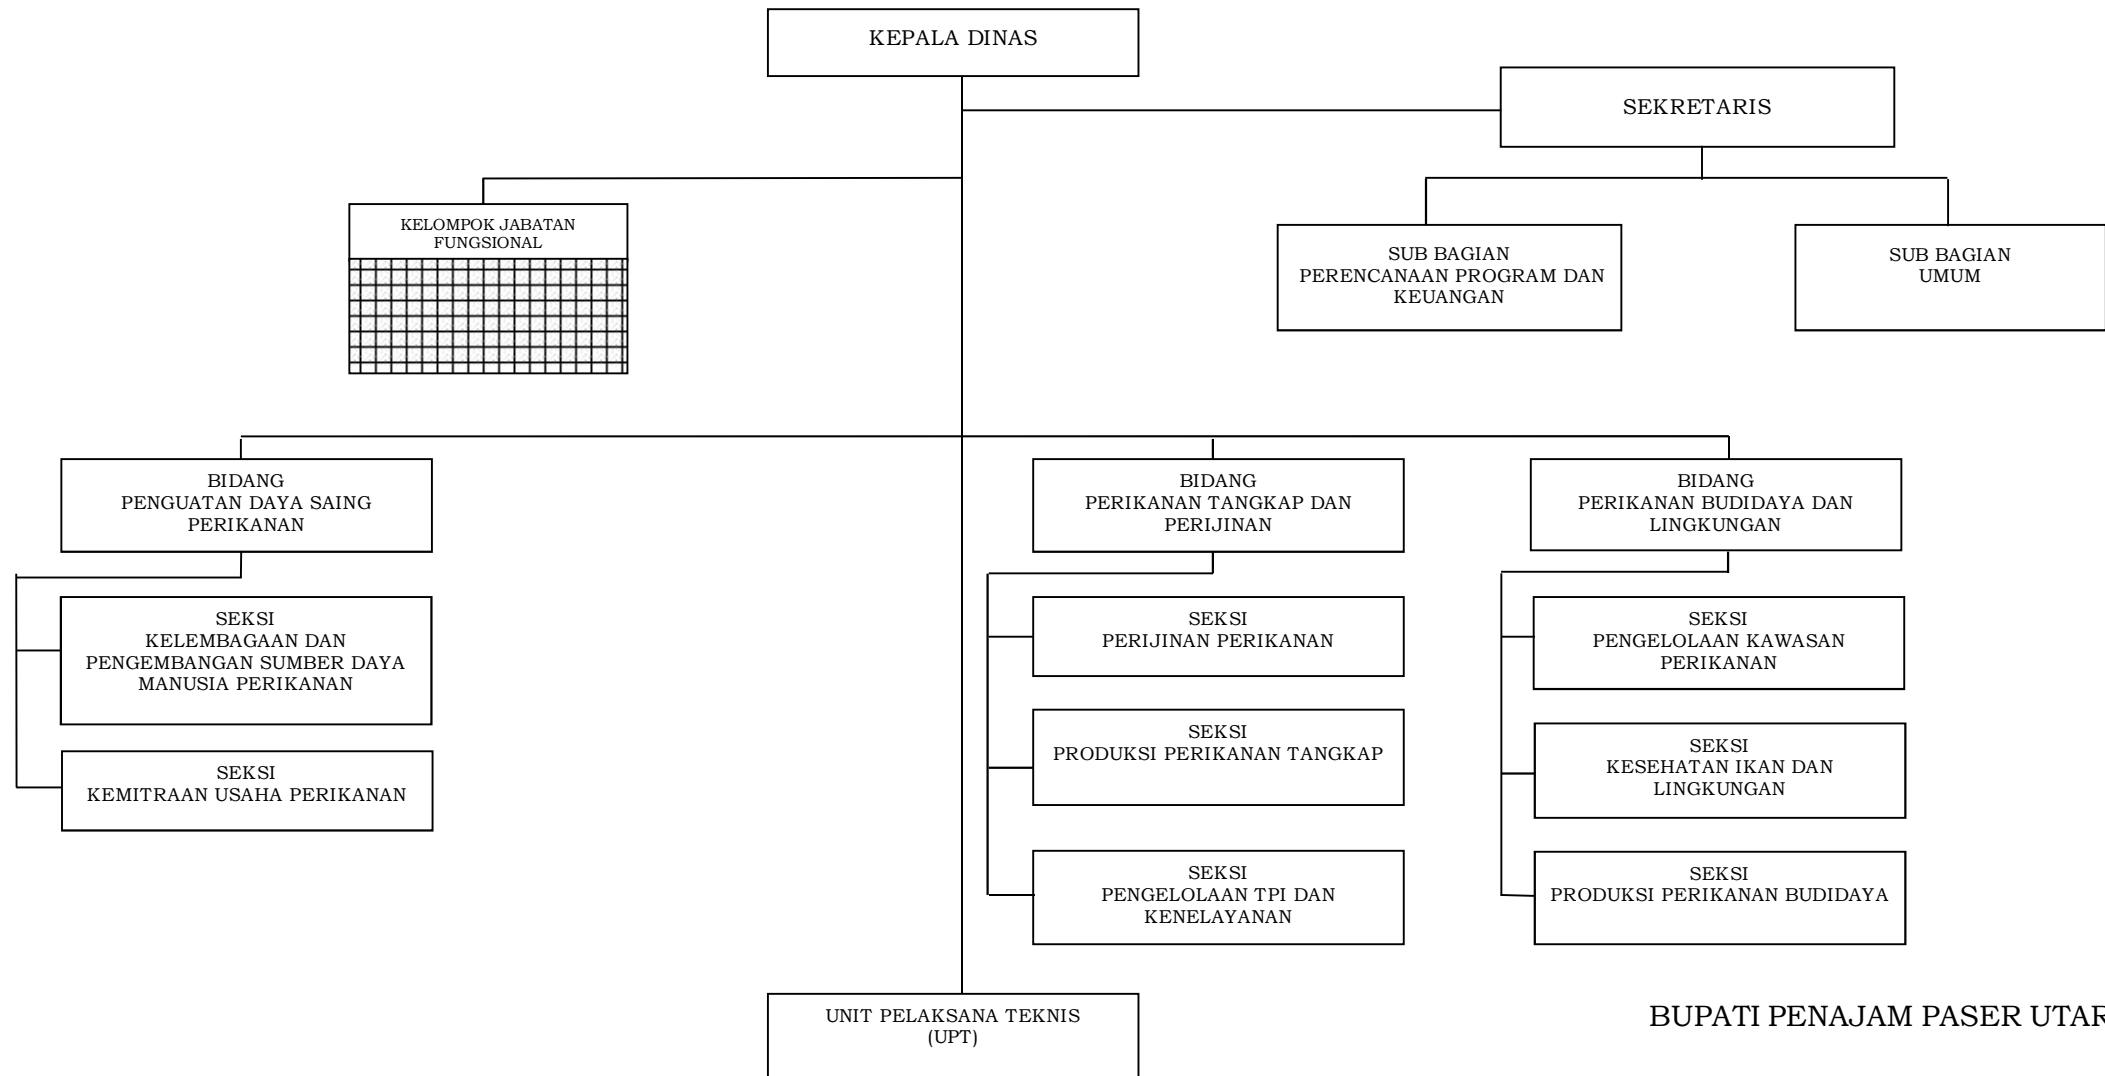 KEPALA DINAS
SEKRETARIS
KELOMPOK JABATAN
FUNGSIONAL
SUB BAGIAN
PERENCANAAN PROGRAM DAN
KEUANGAN
SUB BAGIAN
UMUM
BIDANG
PENGUATAN DAYA SAING
PERIKANAN
BIDANG
PERIKANAN TANGKAP DAN
PERIJINAN
BIDANG
PERIKANAN BUDIDAYA DAN
LINGKUNGAN
SEKSI
KELEMBAGAAN DAN
PENGEMBANGAN SUMBER DAYA
MANUSIA PERIKANAN
SEKSI
KEMITRAAN USAHA PERIKANAN
SEKSI
PERIJINAN PERIKANAN
SEKSI
PRODUKSI PERIKANAN TANGKAP
SEKSI
PENGELOLAAN TPI DAN
KENELAYANAN
SEKSI
PENGELOLAAN KAWASAN
PERIKANAN
SEKSI
KESEHATAN IKAN DAN
LINGKUNGAN
SEKSI
PRODUKSI PERIKANAN BUDIDAYA
UNIT PELAKSANA TEKNIS
(UPT)
BUPATI PENAJAM PASER UTAR